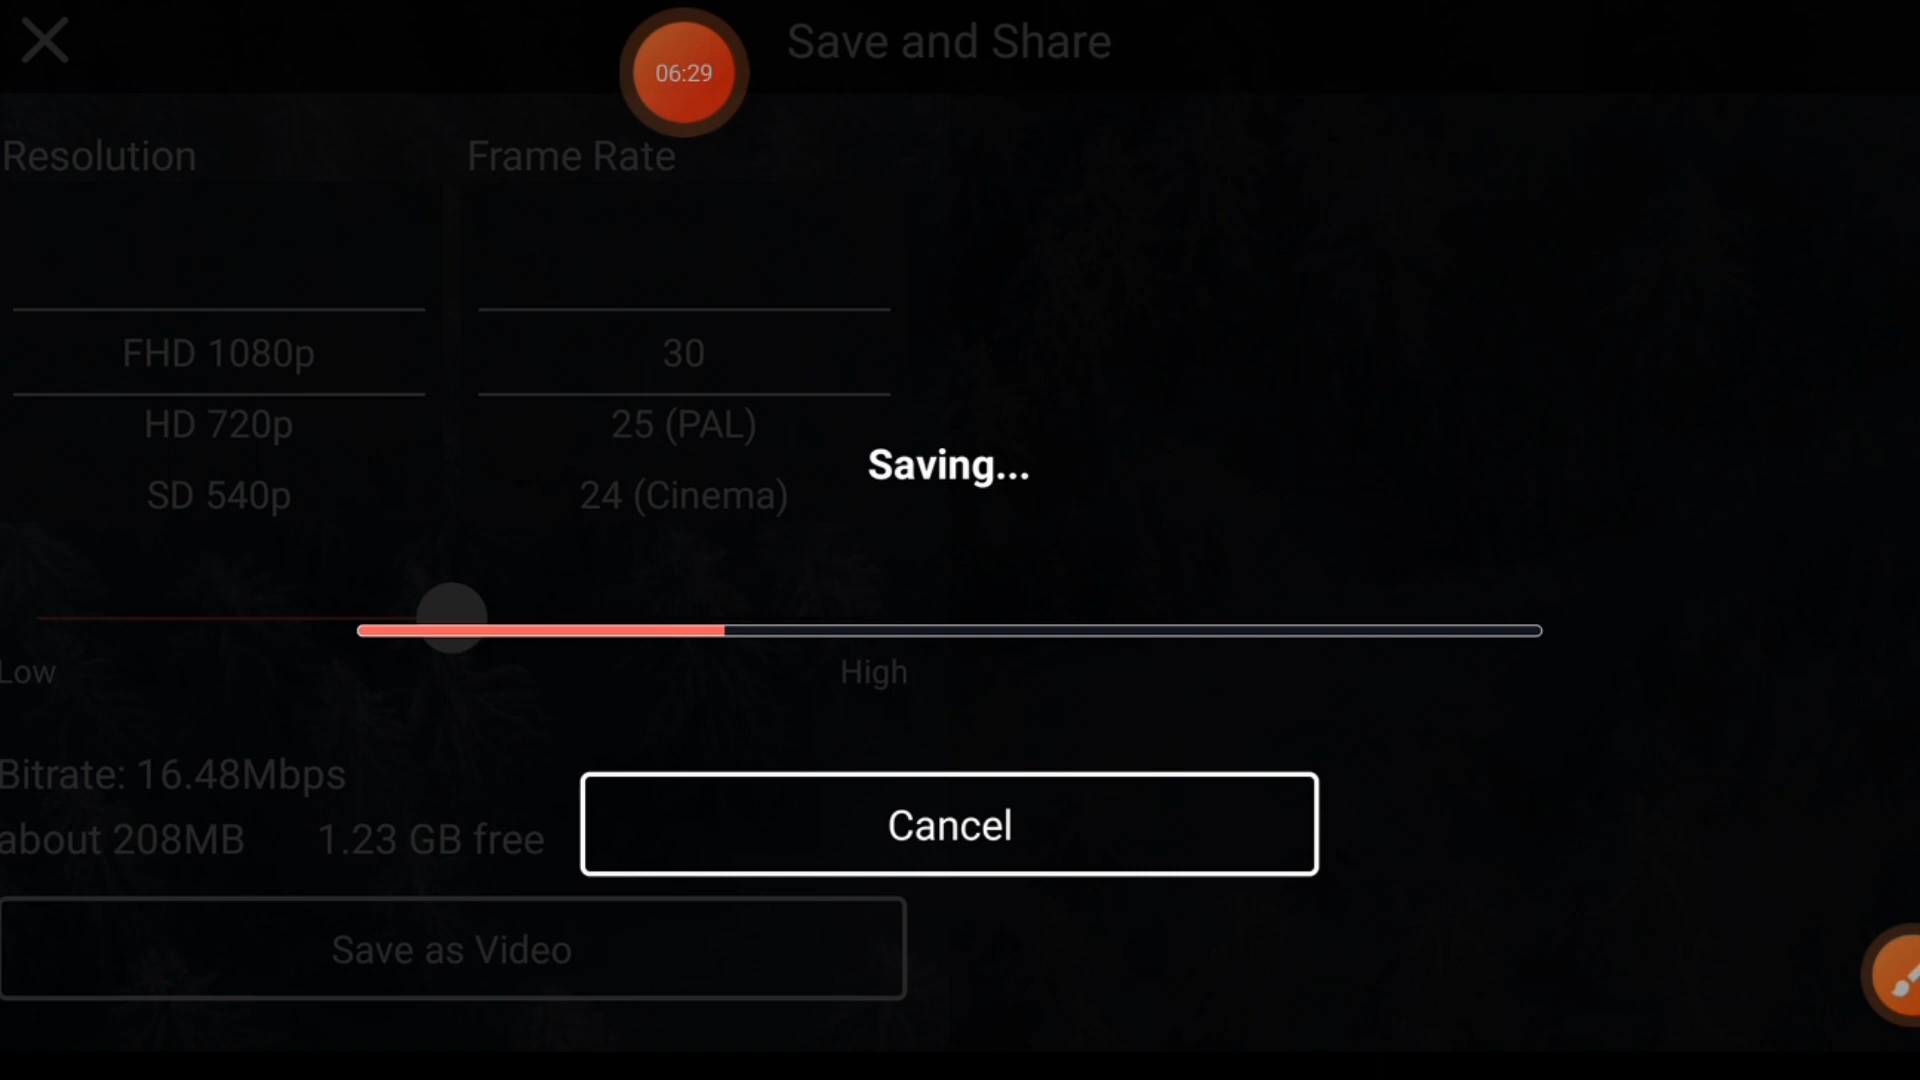 Save and Share
06:29
Resolution
Frame Rate
FHD 1080p
30
HD 720p
25 (PAL)
Saving...
SD 540p
24 (Cinema)
Low
High
Bitrate: 16.48Mbps
about 208MB
1.23 GB free
Cancel
Save as Video